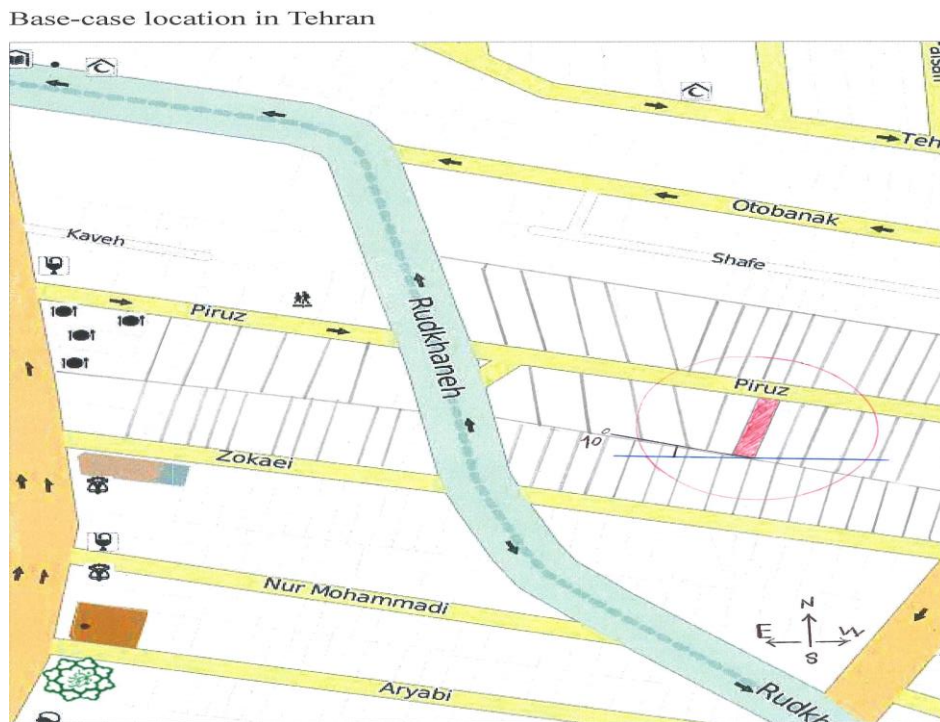 Base-case location in Tehran
Teh
Otobanak
Kaveh
Shafe
Piruz
Rudkhaneh
Piruz
10°
Zokaei
Nur Mohammadi
N
E W
S
Aryabi
Rudkh